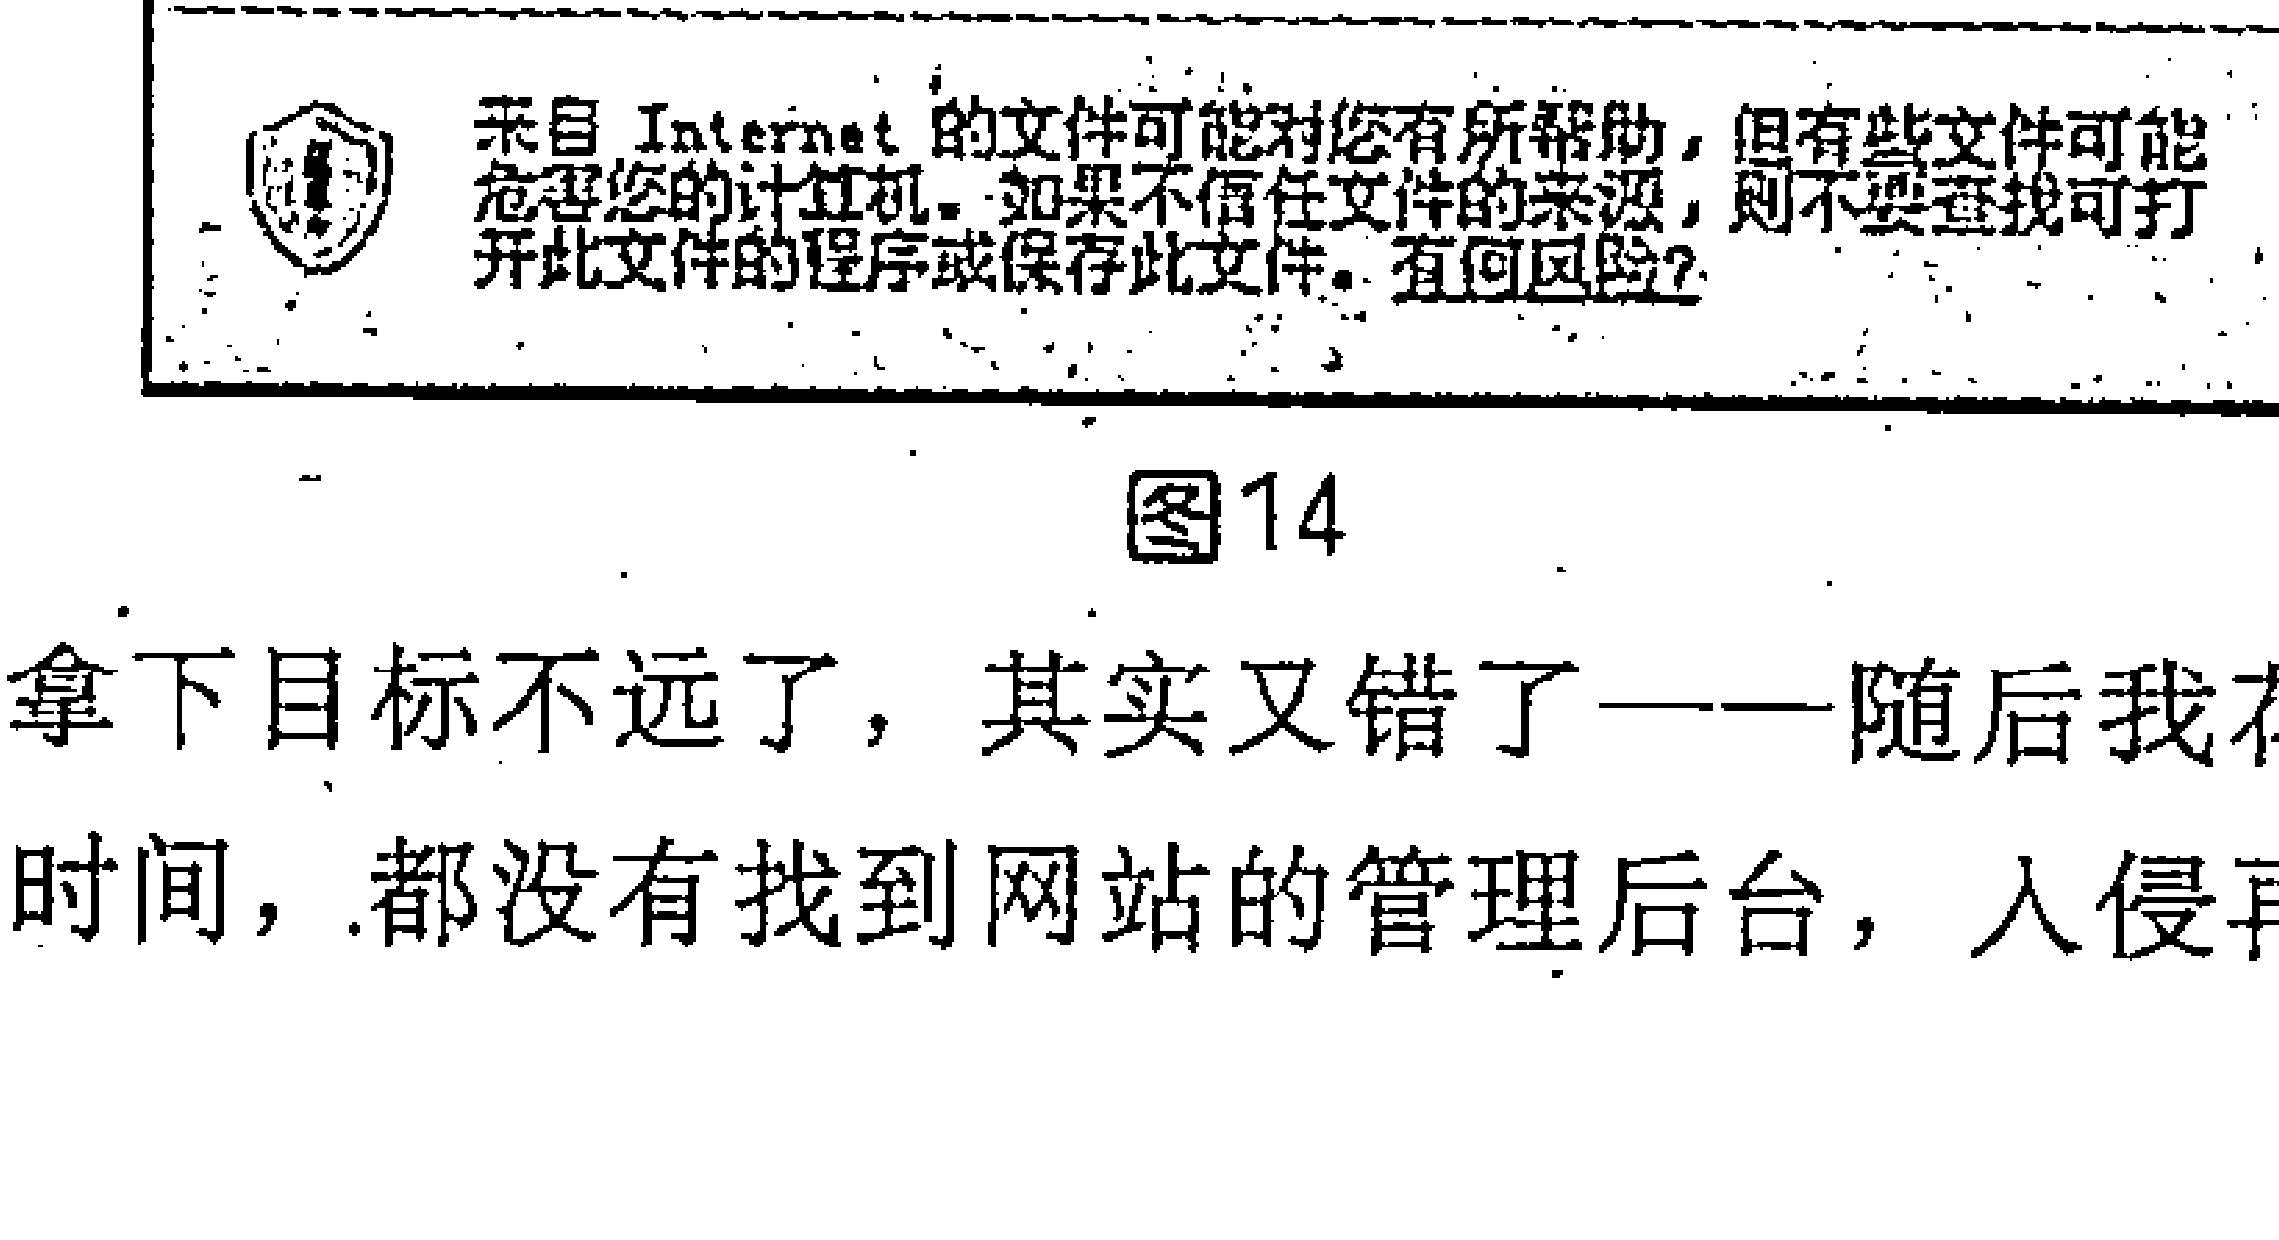 来自 Internet 的文件可能对您有所帮助，但有些文件可能
危害您的计算机。如果不信任文件的来源，则不要查找可打
开此文件的程序或保存此文件。有何风险?
图14
拿下目标不远了，其实又错了——随后我在
时间，都没有找到网站的管理后台，入侵再